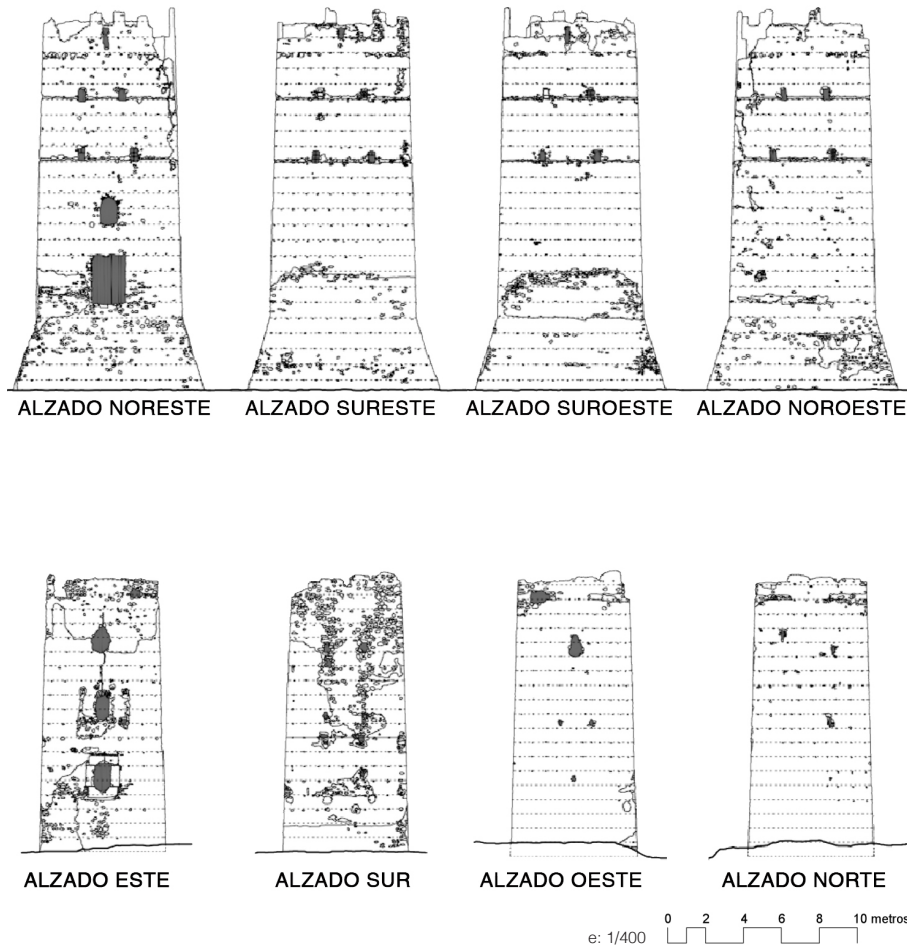 ALZADO NORESTE ALZADO SURESTE ALZADO SUROESTE ALZADO NOROESTE
ALZADO ESTE ALZADO SUR ALZADO OESTE ALZADO NORTE
0 2 4 6 8 10 metros
e: 1/400